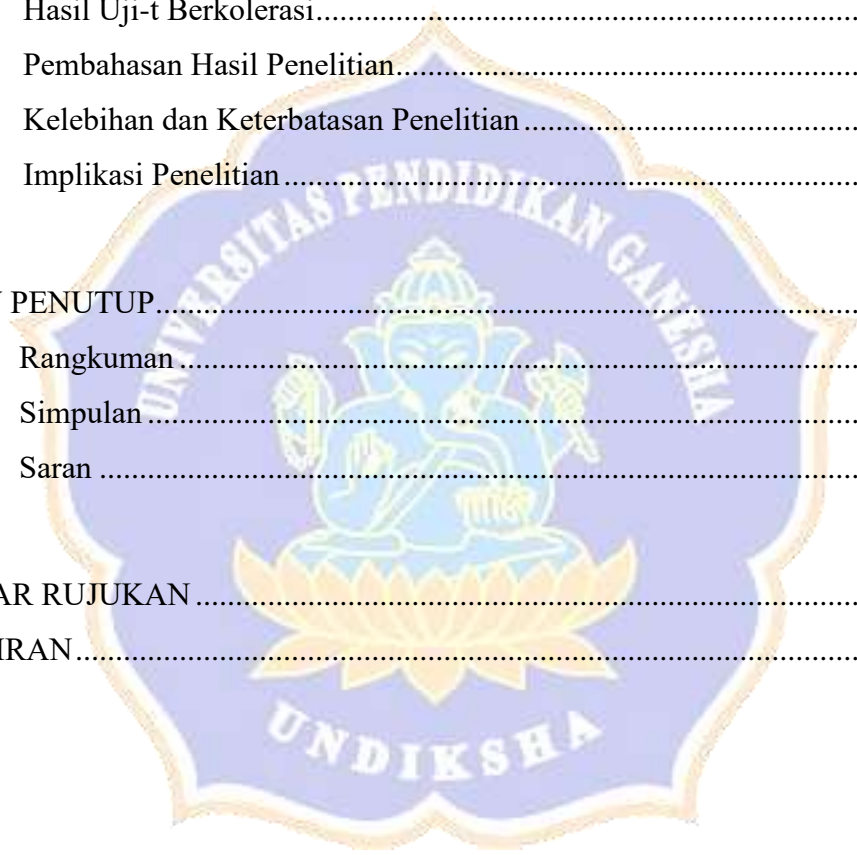 Hasil Uji-t Berkolerasi................................................................
Pembahasan Hasil Penelitian......................................................
Kelebihan dan Keterbatasan Penelitian......................................
Implikasi Penelitian....................................................................
UNIVERSITAS PENDIDIKAN GANESHA
PENUTUP....................................................................................
Rangkuman.................................................................................
Simpulan.....................................................................................
Saran...........................................................................................
AR RUJUKAN..............................................................................
IRAN............................................................................................
UNDIKSHA